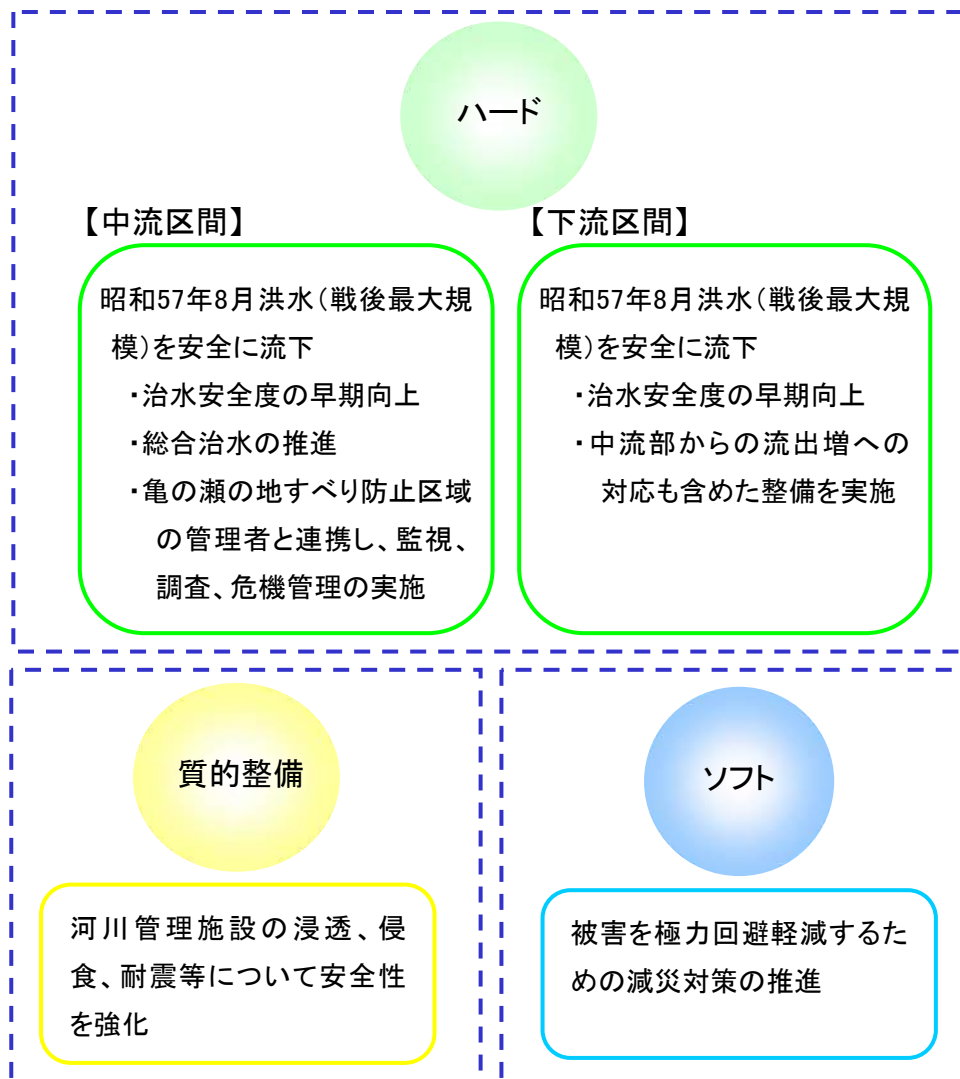 ハード
【中流区間】
昭和57年8月洪水(戦後最大規
模)を安全に流下
・治水安全度の早期向上
・総合治水の推進
・亀の瀬の地すべり防止区域
の管理者と連携し、監視、
調査、危機管理の実施
【下流区間】
昭和57年8月洪水(戦後最大規
模)を安全に流下
・治水安全度の早期向上
・中流部からの流出増への
対応も含めた整備を実施
質的整備
河川管理施設の浸透、侵
食、耐震等について安全性
を強化
ソフト
被害を極力回避軽減するた
めの減災対策の推進